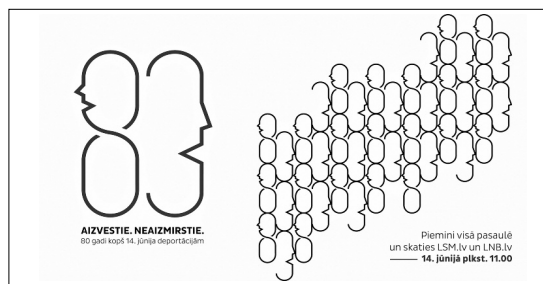 AIZVESTIE. NEAIZMIRSTIE.
80 gadi kopš 14. jūnija deportācijām
Piemini visā pasaulē
un skaties LSM.lv un LNB.lv
14. jūnijā plkst. 11.00